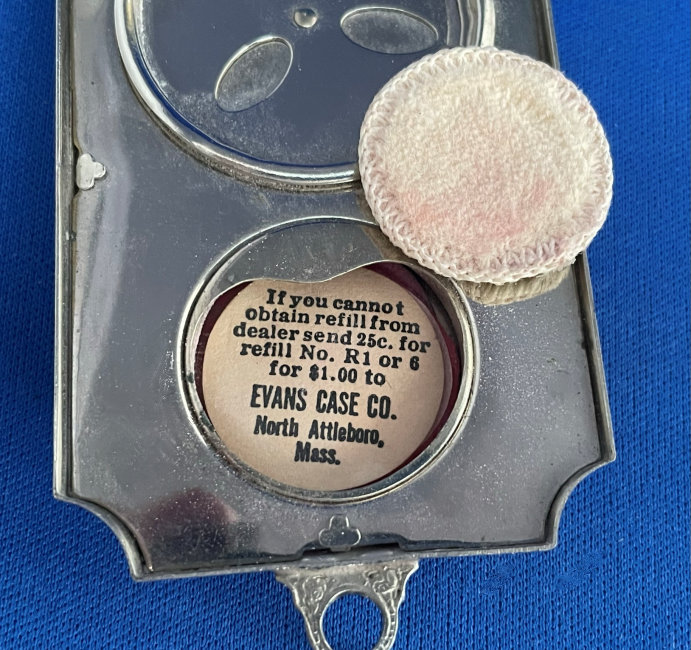 If you cannot
obtain refill from
dealer send 25c. for
refill No. R1 or 6
for $1.00 to
EVANS CASE CO.
North Attleboro,
Mass.